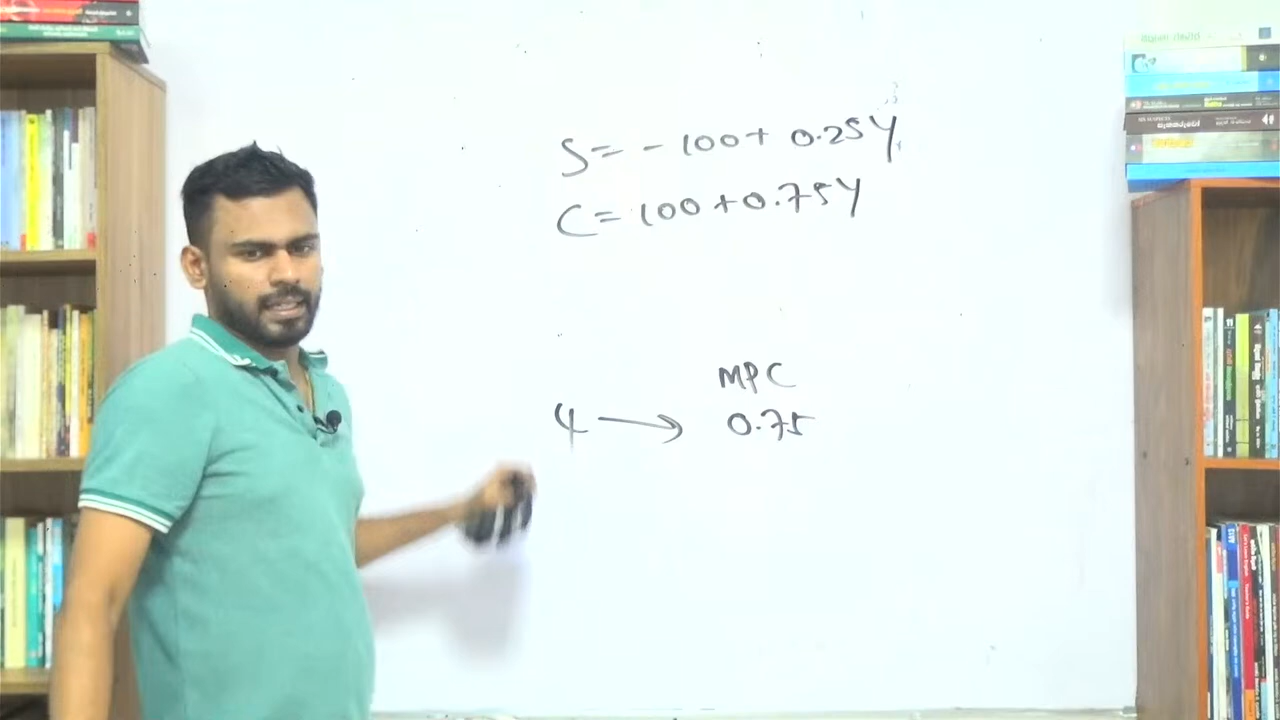 S = - 100 + 0.25Y
C = 100 + 0.75Y
MPC
4 → 0.75